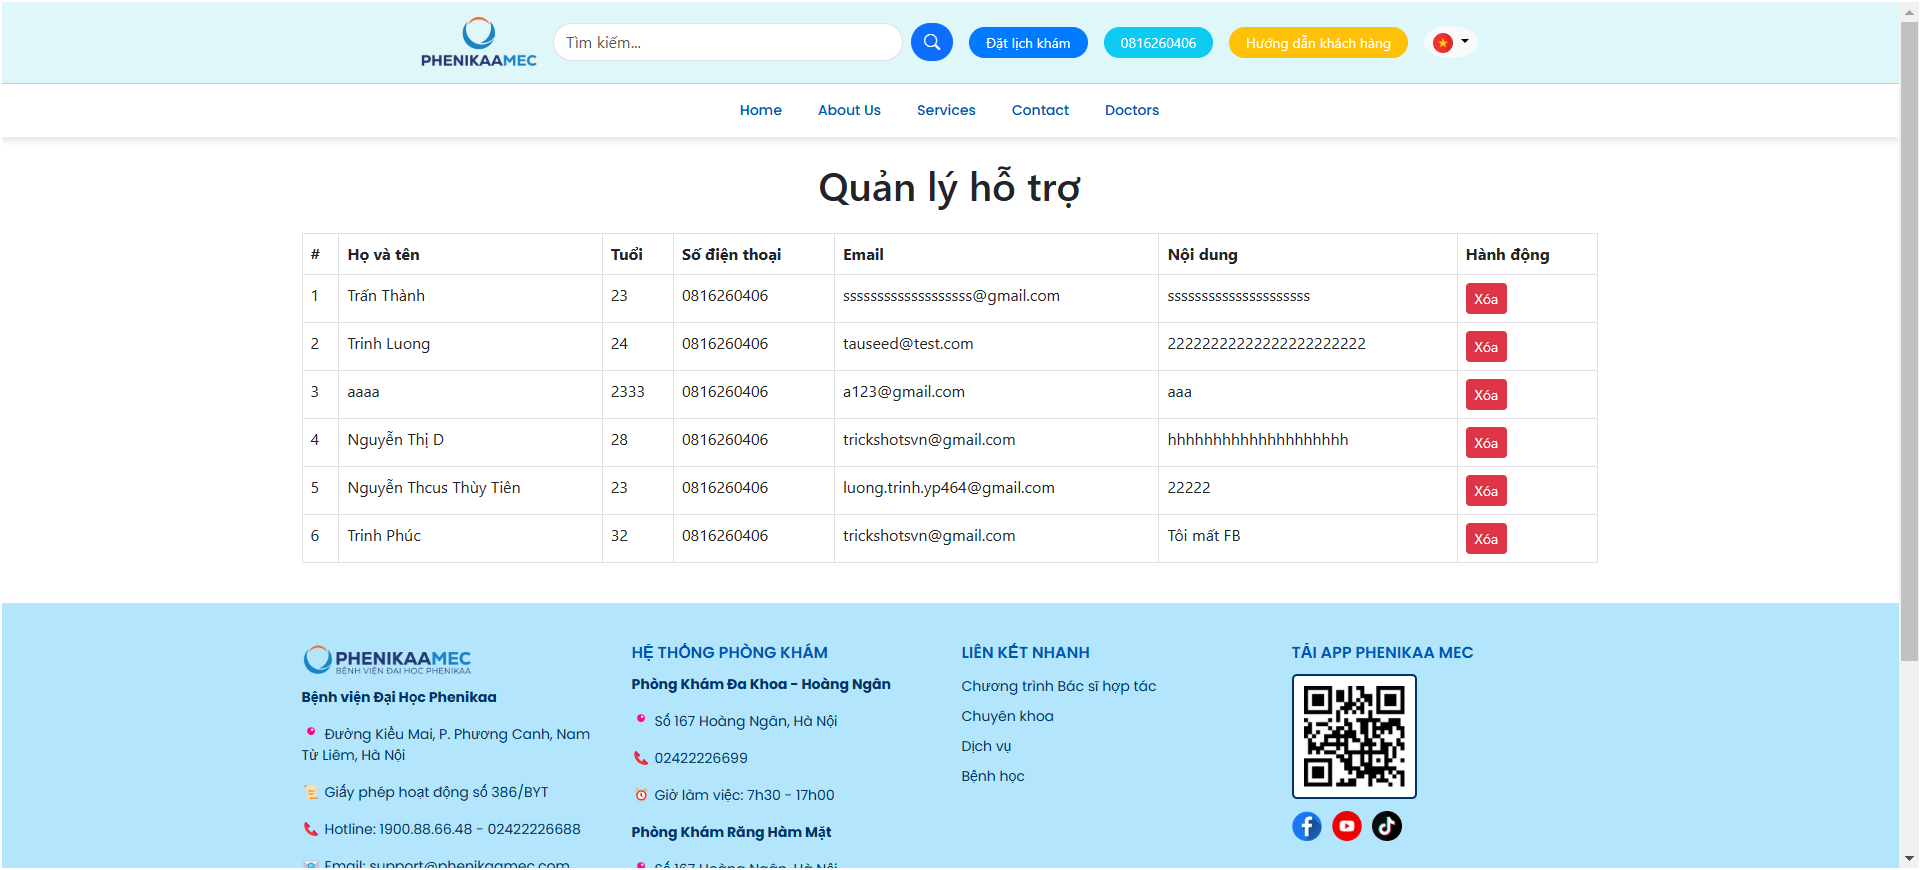 PHENIKAAMEC
Tìm kiếm...
Đặt lịch khám
0816260406
Hướng dẫn khách hàng
Home About Us Services Contact Doctors
Quản lý hỗ trợ
# Họ và tên Tuổi Số điện thoại Email Nội dung Hành động
1 Trấn Thành 23 0816260406 sssssssssssssssssss@gmail.com sssssssssssssssssssss Xóa
2 Trinh Luong 24 0816260406 tauseed@test.com 22222222222222222222222 Xóa
3 aaaa 2333 0816260406 a123@gmail.com aaa Xóa
4 Nguyễn Thị D 28 0816260406 trickshotsvn@gmail.com hhhhhhhhhhhhhhhhhhhh Xóa
5 Nguyễn Thcus Thùy Tiên 23 0816260406 luong.trinh.yp464@gmail.com 22222 Xóa
6 Trinh Phúc 32 0816260406 trickshotsvn@gmail.com Tôi mất FB Xóa
PHENIKAAMEC
BỆNH VIỆN ĐẠI HỌC PHENIKAA
Bệnh viện Đại Học Phenikaa
Đường Kiều Mai, P. Phương Canh, Nam
Từ Liêm, Hà Nội
Giấy phép hoạt động số 386/BYT
Hotline: 1900.88.66.48 - 02422226688
Email: support@phenikaamec.com
HỆ THỐNG PHÒNG KHÁM
Phòng Khám Đa Khoa - Hoàng Ngân
Số 167 Hoàng Ngân, Hà Nội
02422226699
Giờ làm việc: 7h30 - 17h00
Phòng Khám Răng Hàm Mặt
Số 167 Hoàng Ngân, Hà Nội
LIÊN KẾT NHANH
Chương trình Bác sĩ hợp tác
Chuyên khoa
Dịch vụ
Bệnh học
TẢI APP PHENIKAA MEC